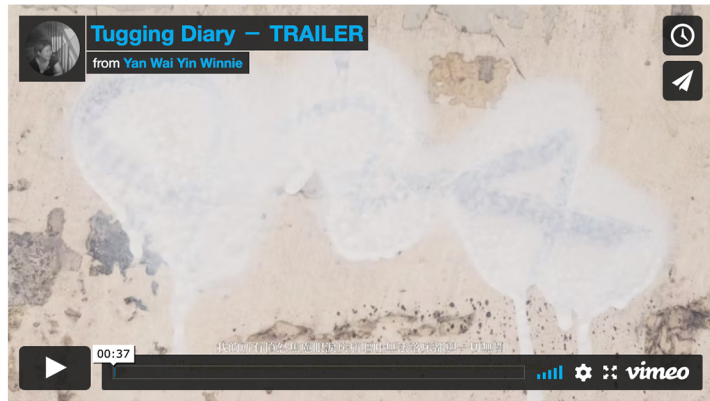 Tugging Diary — TRAILER
from Yan Wai Yin Winnie
00:37
vimeo